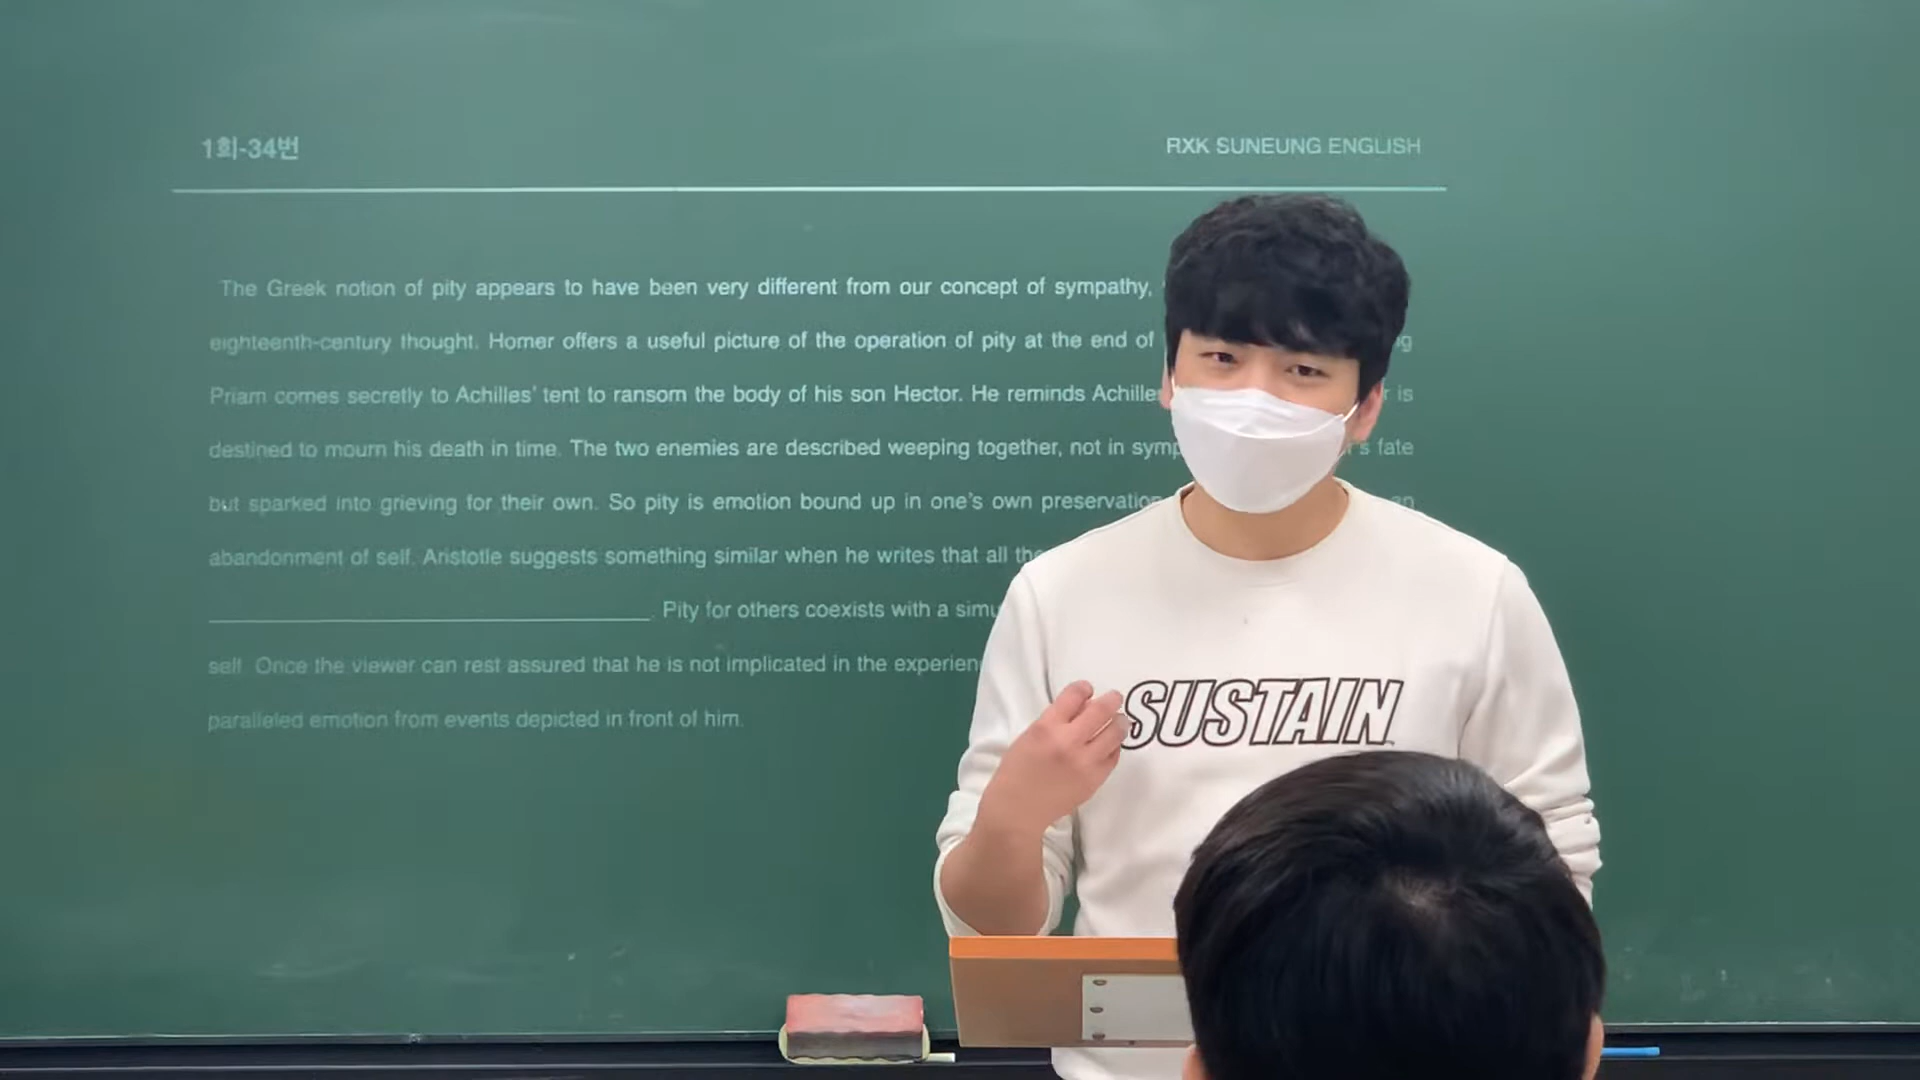 1회-34번
RXK SUNEUNG ENGLISH
The Greek notion of pity appears to have been very different from our concept of sympathy,
eighteenth-century thought. Homer offers a useful picture of the operation of pity at the end of
Priam comes secretly to Achilles' tent to ransom the body of his son Hector. He reminds is
destined to mourn his death in time. The two enemies are described weeping together, not in fate
but sparked into grieving for their own. So pity is emotion bound up in one's own preservation
abandonment of self. Aristotle suggests something similar when he writes that all
. Pity for others coexists with a
self. Once the viewer can rest assured that he is not implicated in the
paralleled emotion from events depicted in front of him.
SUSTAIN